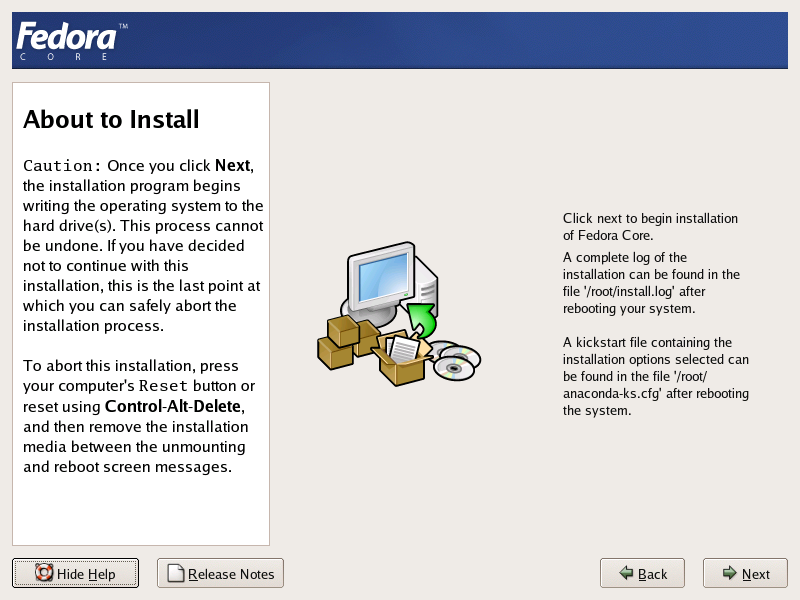 Fedora™
CORE
About to Install
Caution: Once you click Next,
the installation program begins
writing the operating system to the
hard drive(s). This process cannot
be undone. If you have decided
not to continue with this
installation, this is the last point at
which you can safely abort the
installation process.
To abort this installation, press
your computer's Reset button or
reset using Control-Alt-Delete,
and then remove the installation
media between the unmounting
and reboot screen messages.
Click next to begin installation
of Fedora Core.
A complete log of the
installation can be found in the
file '/root/install.log' after
rebooting your system.
A kickstart file containing the
installation options selected can
be found in the file '/root/
anaconda-ks.cfg' after rebooting
the system.
Hide Help
Release Notes
Back
Next